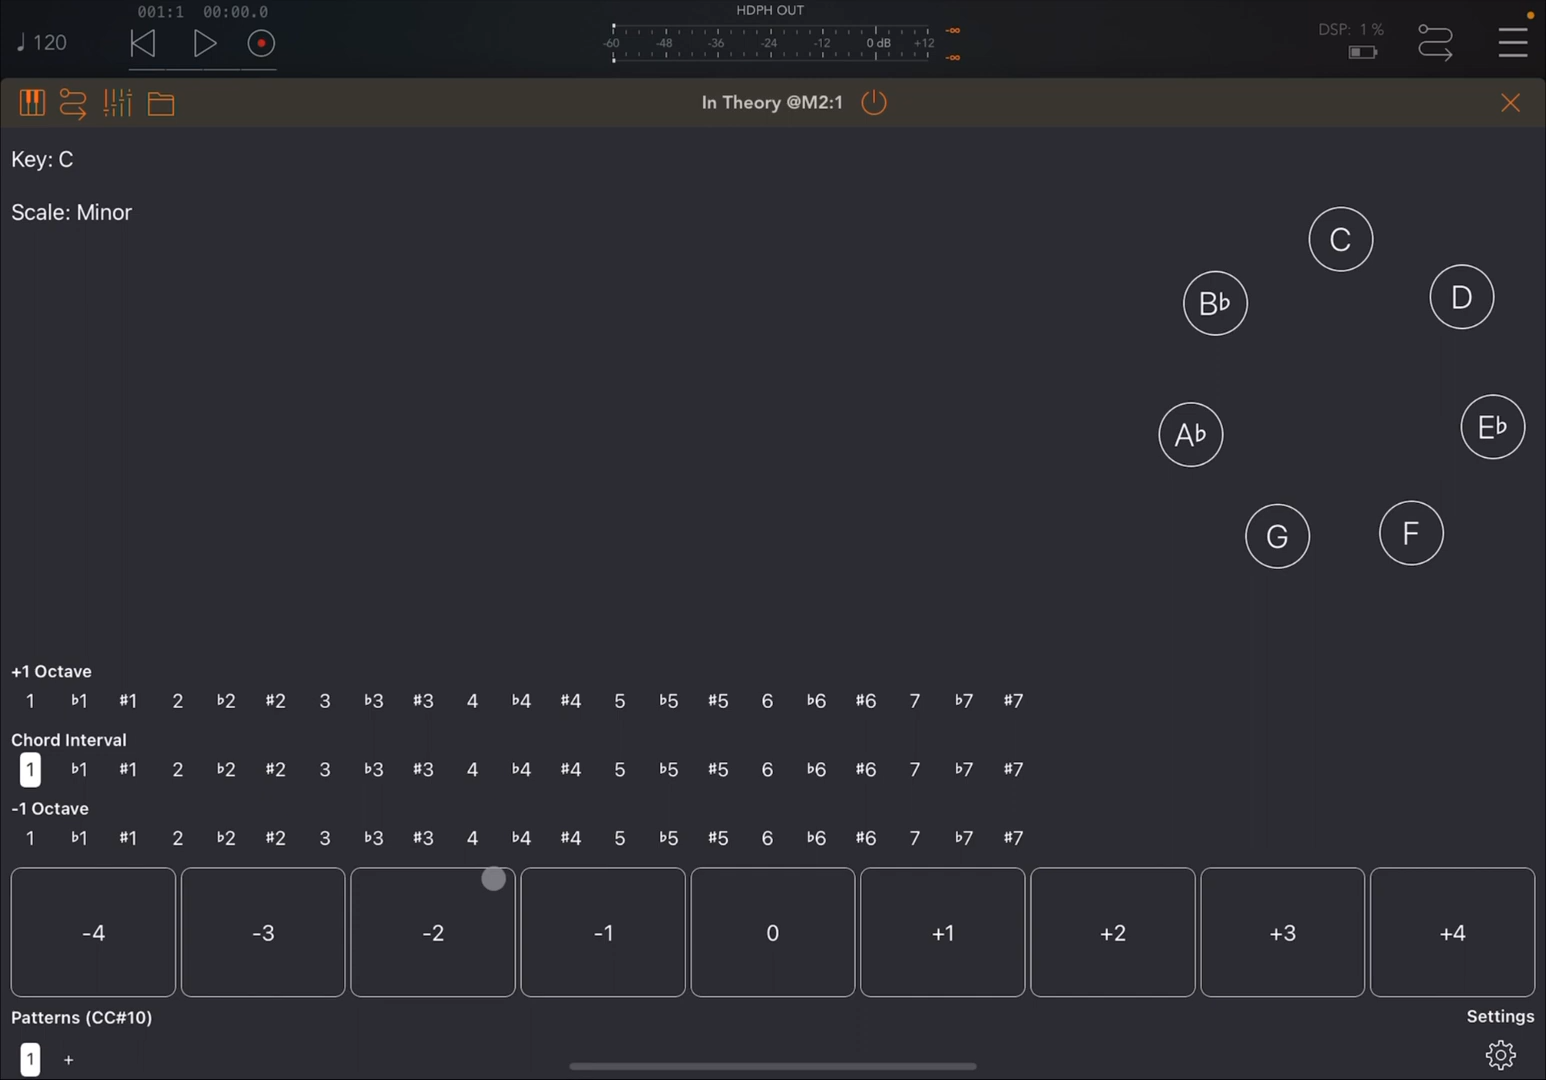 001:1 00:00.0
♩ 120
HDPH OUT
-60 -48 -36 -24 -12 0 dB +12
-∞
-∞
DSP: 1 %
In Theory @M2:1
Key: C
Scale: Minor
C
D
E♭
F
G
A♭
B♭
+1 Octave
1 ♭1 #1 2 ♭2 #2 3 ♭3 #3 4 ♭4 #4 5 ♭5 #5 6 ♭6 #6 7 ♭7 #7
Chord Interval
1 ♭1 #1 2 ♭2 #2 3 ♭3 #3 4 ♭4 #4 5 ♭5 #5 6 ♭6 #6 7 ♭7 #7
-1 Octave
1 ♭1 #1 2 ♭2 #2 3 ♭3 #3 4 ♭4 #4 5 ♭5 #5 6 ♭6 #6 7 ♭7 #7
-4 -3 -2 -1 0 +1 +2 +3 +4
Patterns (CC#10)
Settings
1 +